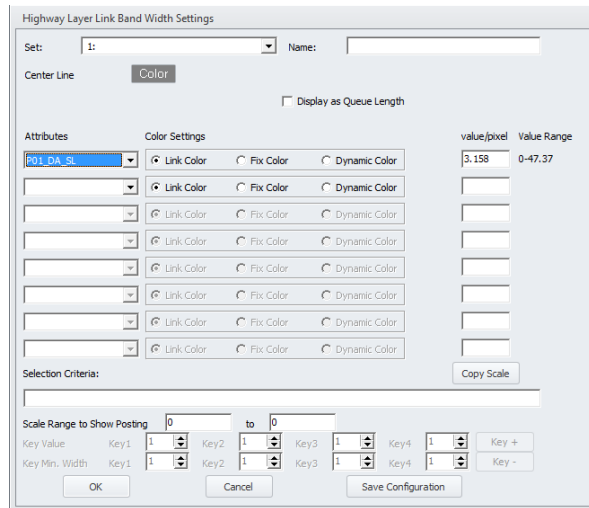 Highway Layer Link Band Width Settings
Set: 1: Name:
Center Line Color
Display as Queue Length
Attributes Color Settings value/pixel Value Range
P01_DA_SL Link Color Fix Color Dynamic Color 3.158 0-47.37
Link Color Fix Color Dynamic Color
Link Color Fix Color Dynamic Color
Link Color Fix Color Dynamic Color
Link Color Fix Color Dynamic Color
Link Color Fix Color Dynamic Color
Link Color Fix Color Dynamic Color
Link Color Fix Color Dynamic Color
Selection Criteria: Copy Scale
Scale Range to Show Posting 0 to 0
Key Value Key1 1 Key2 1 Key3 1 Key4 1 Key +
Key Min. Width Key1 1 Key2 1 Key3 1 Key4 1 Key -
OK Cancel Save Configuration